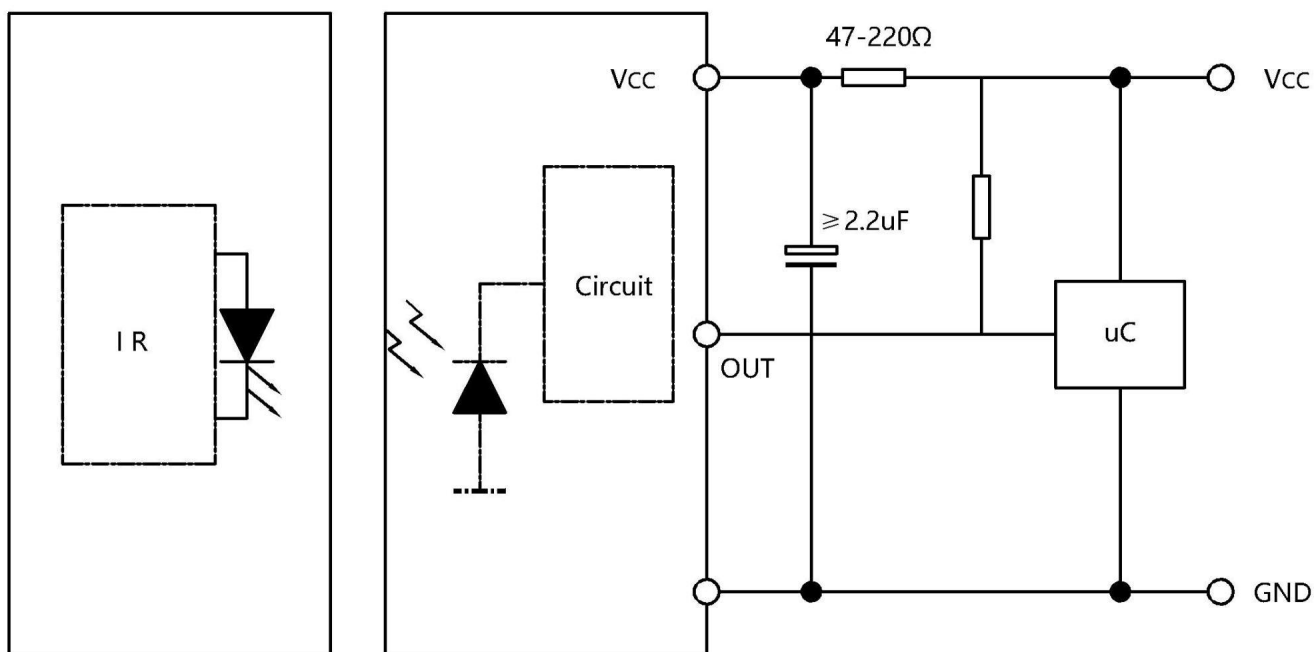 47-220Ω
VCC
VCC
≥2.2uF
Circuit
I R
uC
OUT
GND